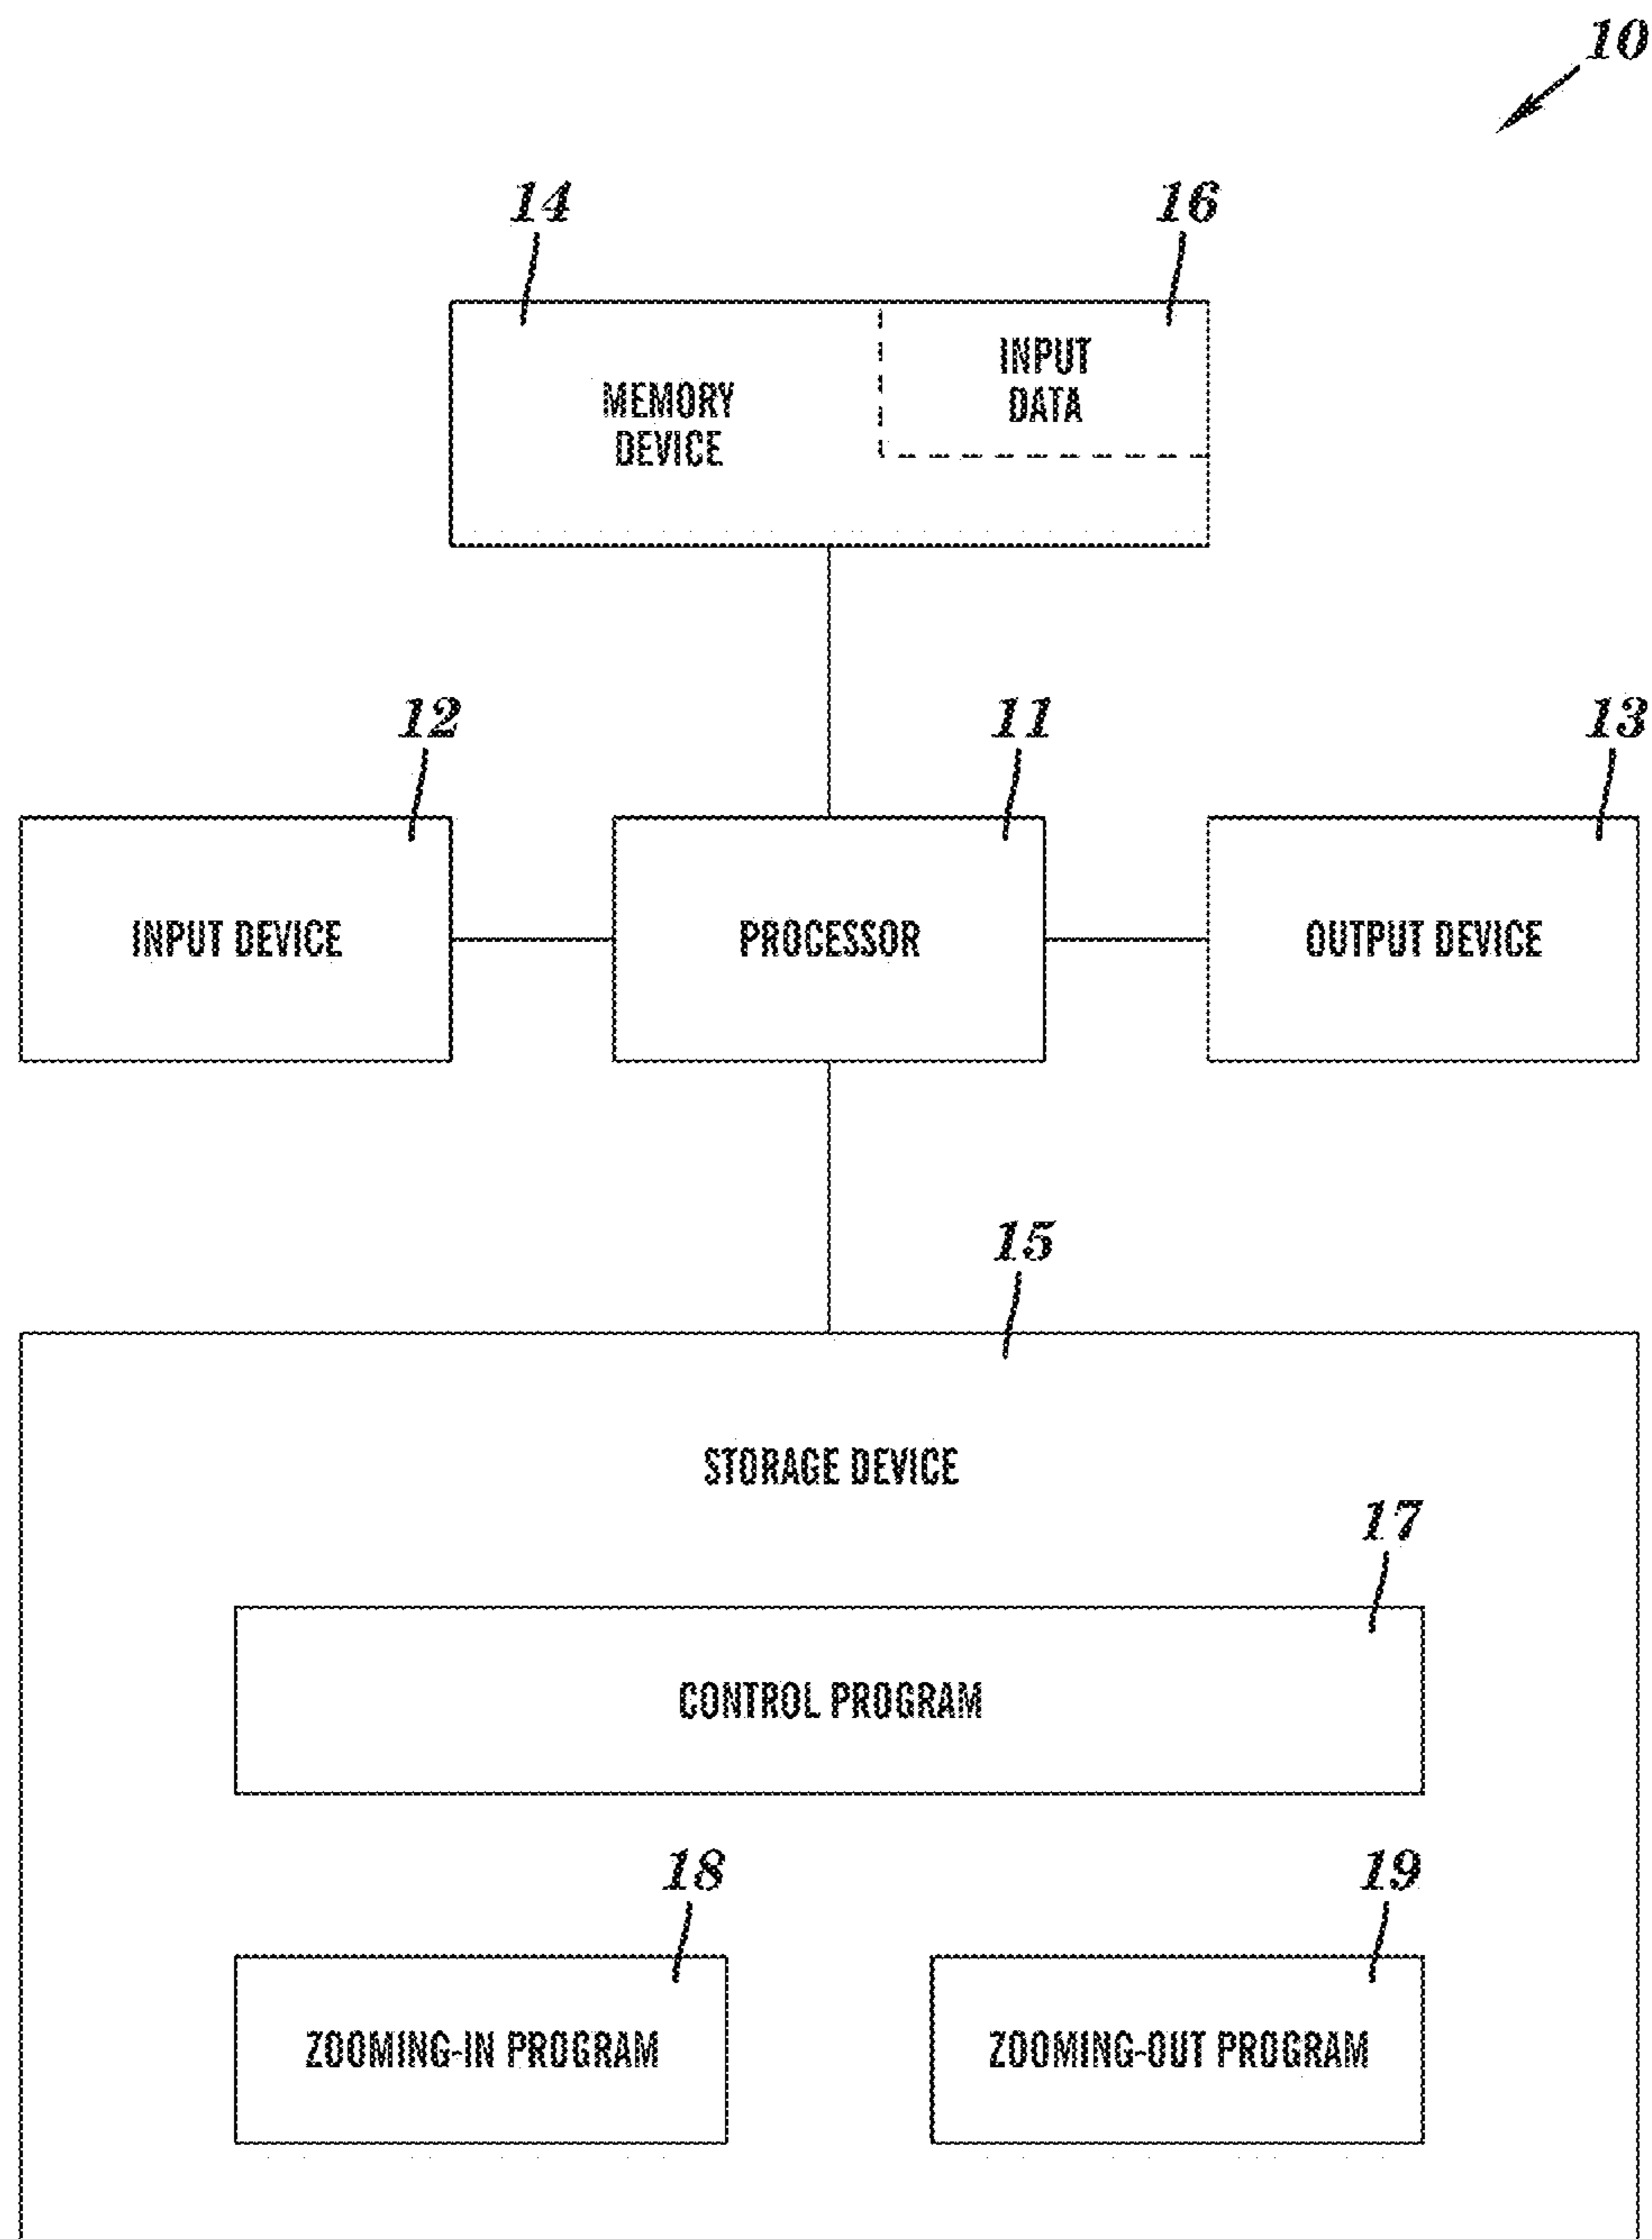 10
14
16
INPUT
DATA
MEMORY
DEVICE
12
11
13
INPUT DEVICE
PROCESSOR
OUTPUT DEVICE
15
STORAGE DEVICE
17
CONTROL PROGRAM
18
19
ZOOMING-IN PROGRAM
ZOOMING-OUT PROGRAM